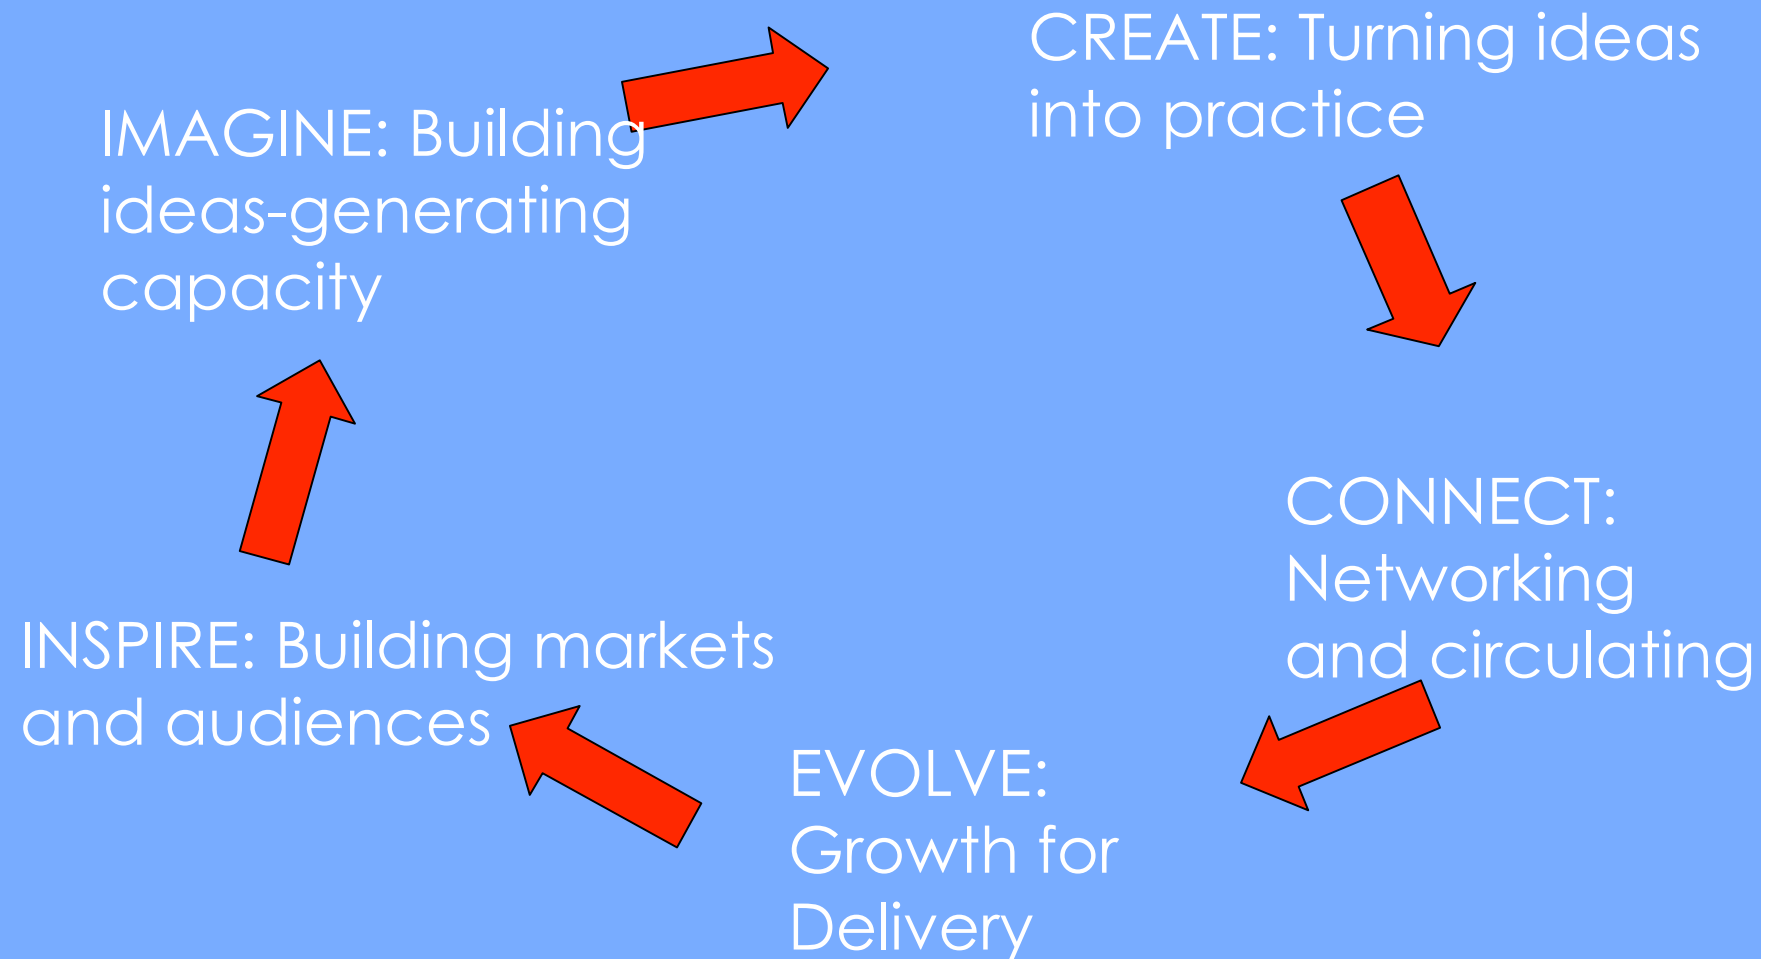 IMAGINE: Building
ideas-generating
capacity
CREATE: Turning ideas
into practice
CONNECT:
Networking
and circulating
EVOLVE:
Growth for
Delivery
INSPIRE: Building markets
and audiences